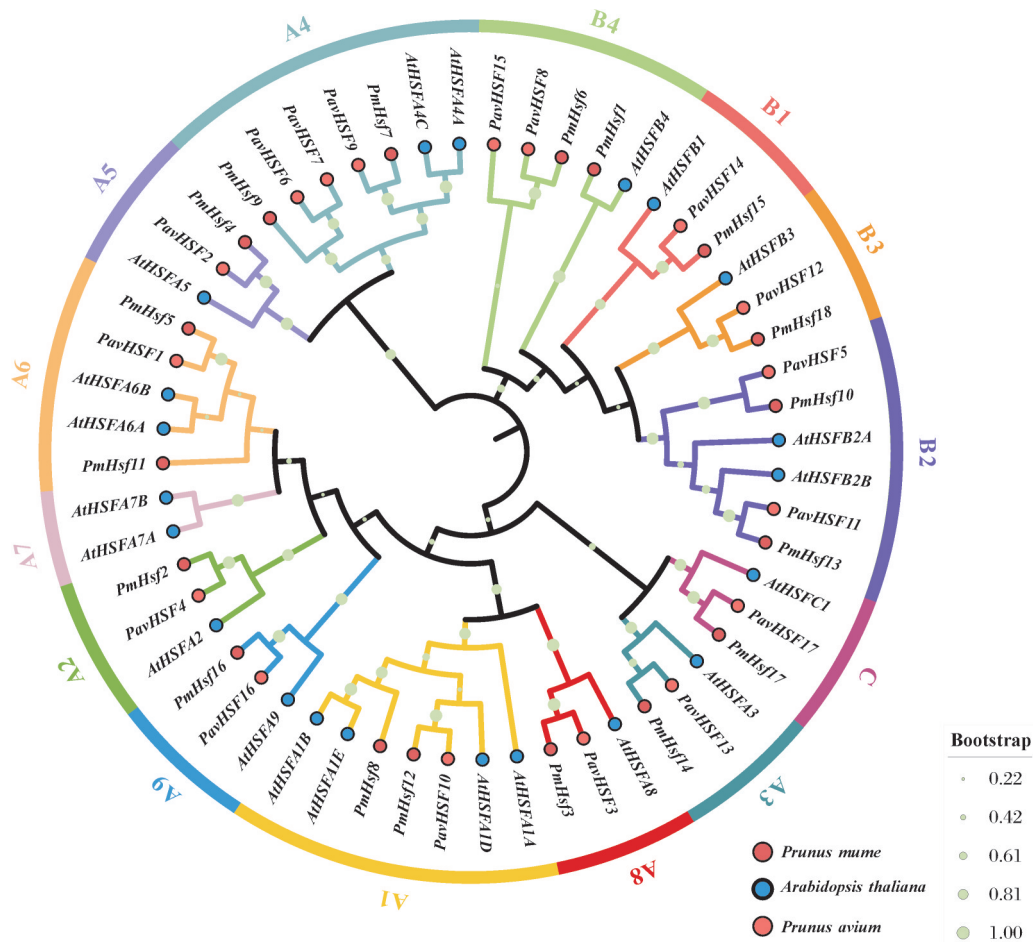 A4
B4
B1
B3
B2
C
A3
A8
A1
A9
A2
A7
A6
A5
AtHSFA4C
AtHSFA4A
PavHSF15
PavHSF8
PmHsf6
PmHsf1
AtHSFB4
AtHSFB1
PavHSF14
PmHsf15
AtHSFB3
PavHSF12
PmHsf18
PavHSF5
PmHsf10
AtHSFB2A
AtHSFB2B
PavHSF11
PmHsf13
AtHSFC1
PavHSF17
PmHsf17
AtHSFA3
PavHSF13
PmHsf14
AtHSFA8
PavHSF3
PmHsf3
AtHSEA1A
AtHSEA1D
PavHSF10
PmHsf12
PmHsf8
AtHSFA1E
AtHSEA1B
AtHSFA9
PavHSF16
PmHsf16
AtHSFA2
PavHSF4
PmHsf2
AtHSFA7A
AtHSFA7B
PmHsf11
AtHSFA6A
AtHSFA6B
PavHSF1
PmHsf5
AtHSFA5
PavHSF2
PmHsf4
PmHsf9
PavHSF6
PavHSF7
PavHSF9
PmHsf7
Bootstrap
0.22
0.42
0.61
0.81
1.00
Prunus mume
Arabidopsis thaliana
Prunus avium